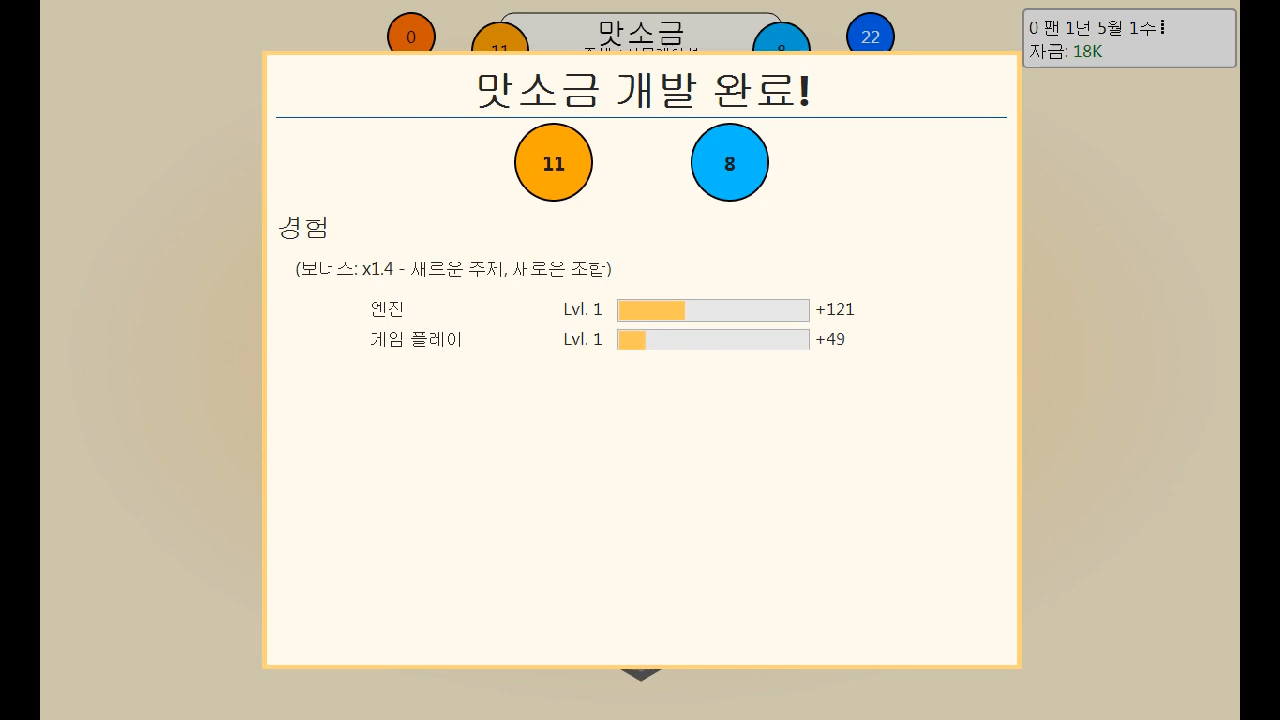 0
11
맛소금
8
22
0 팬 1년 5월 1주
자금: 18K
맛소금 개발 완료!
11
8
경험
(보너스: x1.4 - 새로운 주제, 새로운 조합)
엔진 Lvl. 1 +121
게임 플레이 Lvl. 1 +49